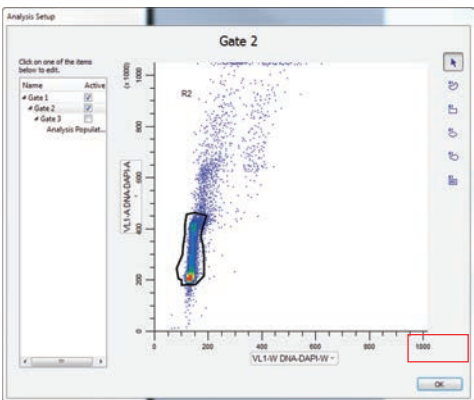 Analysis Setup
Gate 2
Click on one of the items
below to edit.
Name Active
Gate 1
Gate 2
Gate 3
Analysis Populat...
(x 1000)
1000
800
600
400
200
0
VL1-A DNA-DAPI-A
R2
0 200 400 600 800 1000
VL1-W DNA-DAPI-W
OK